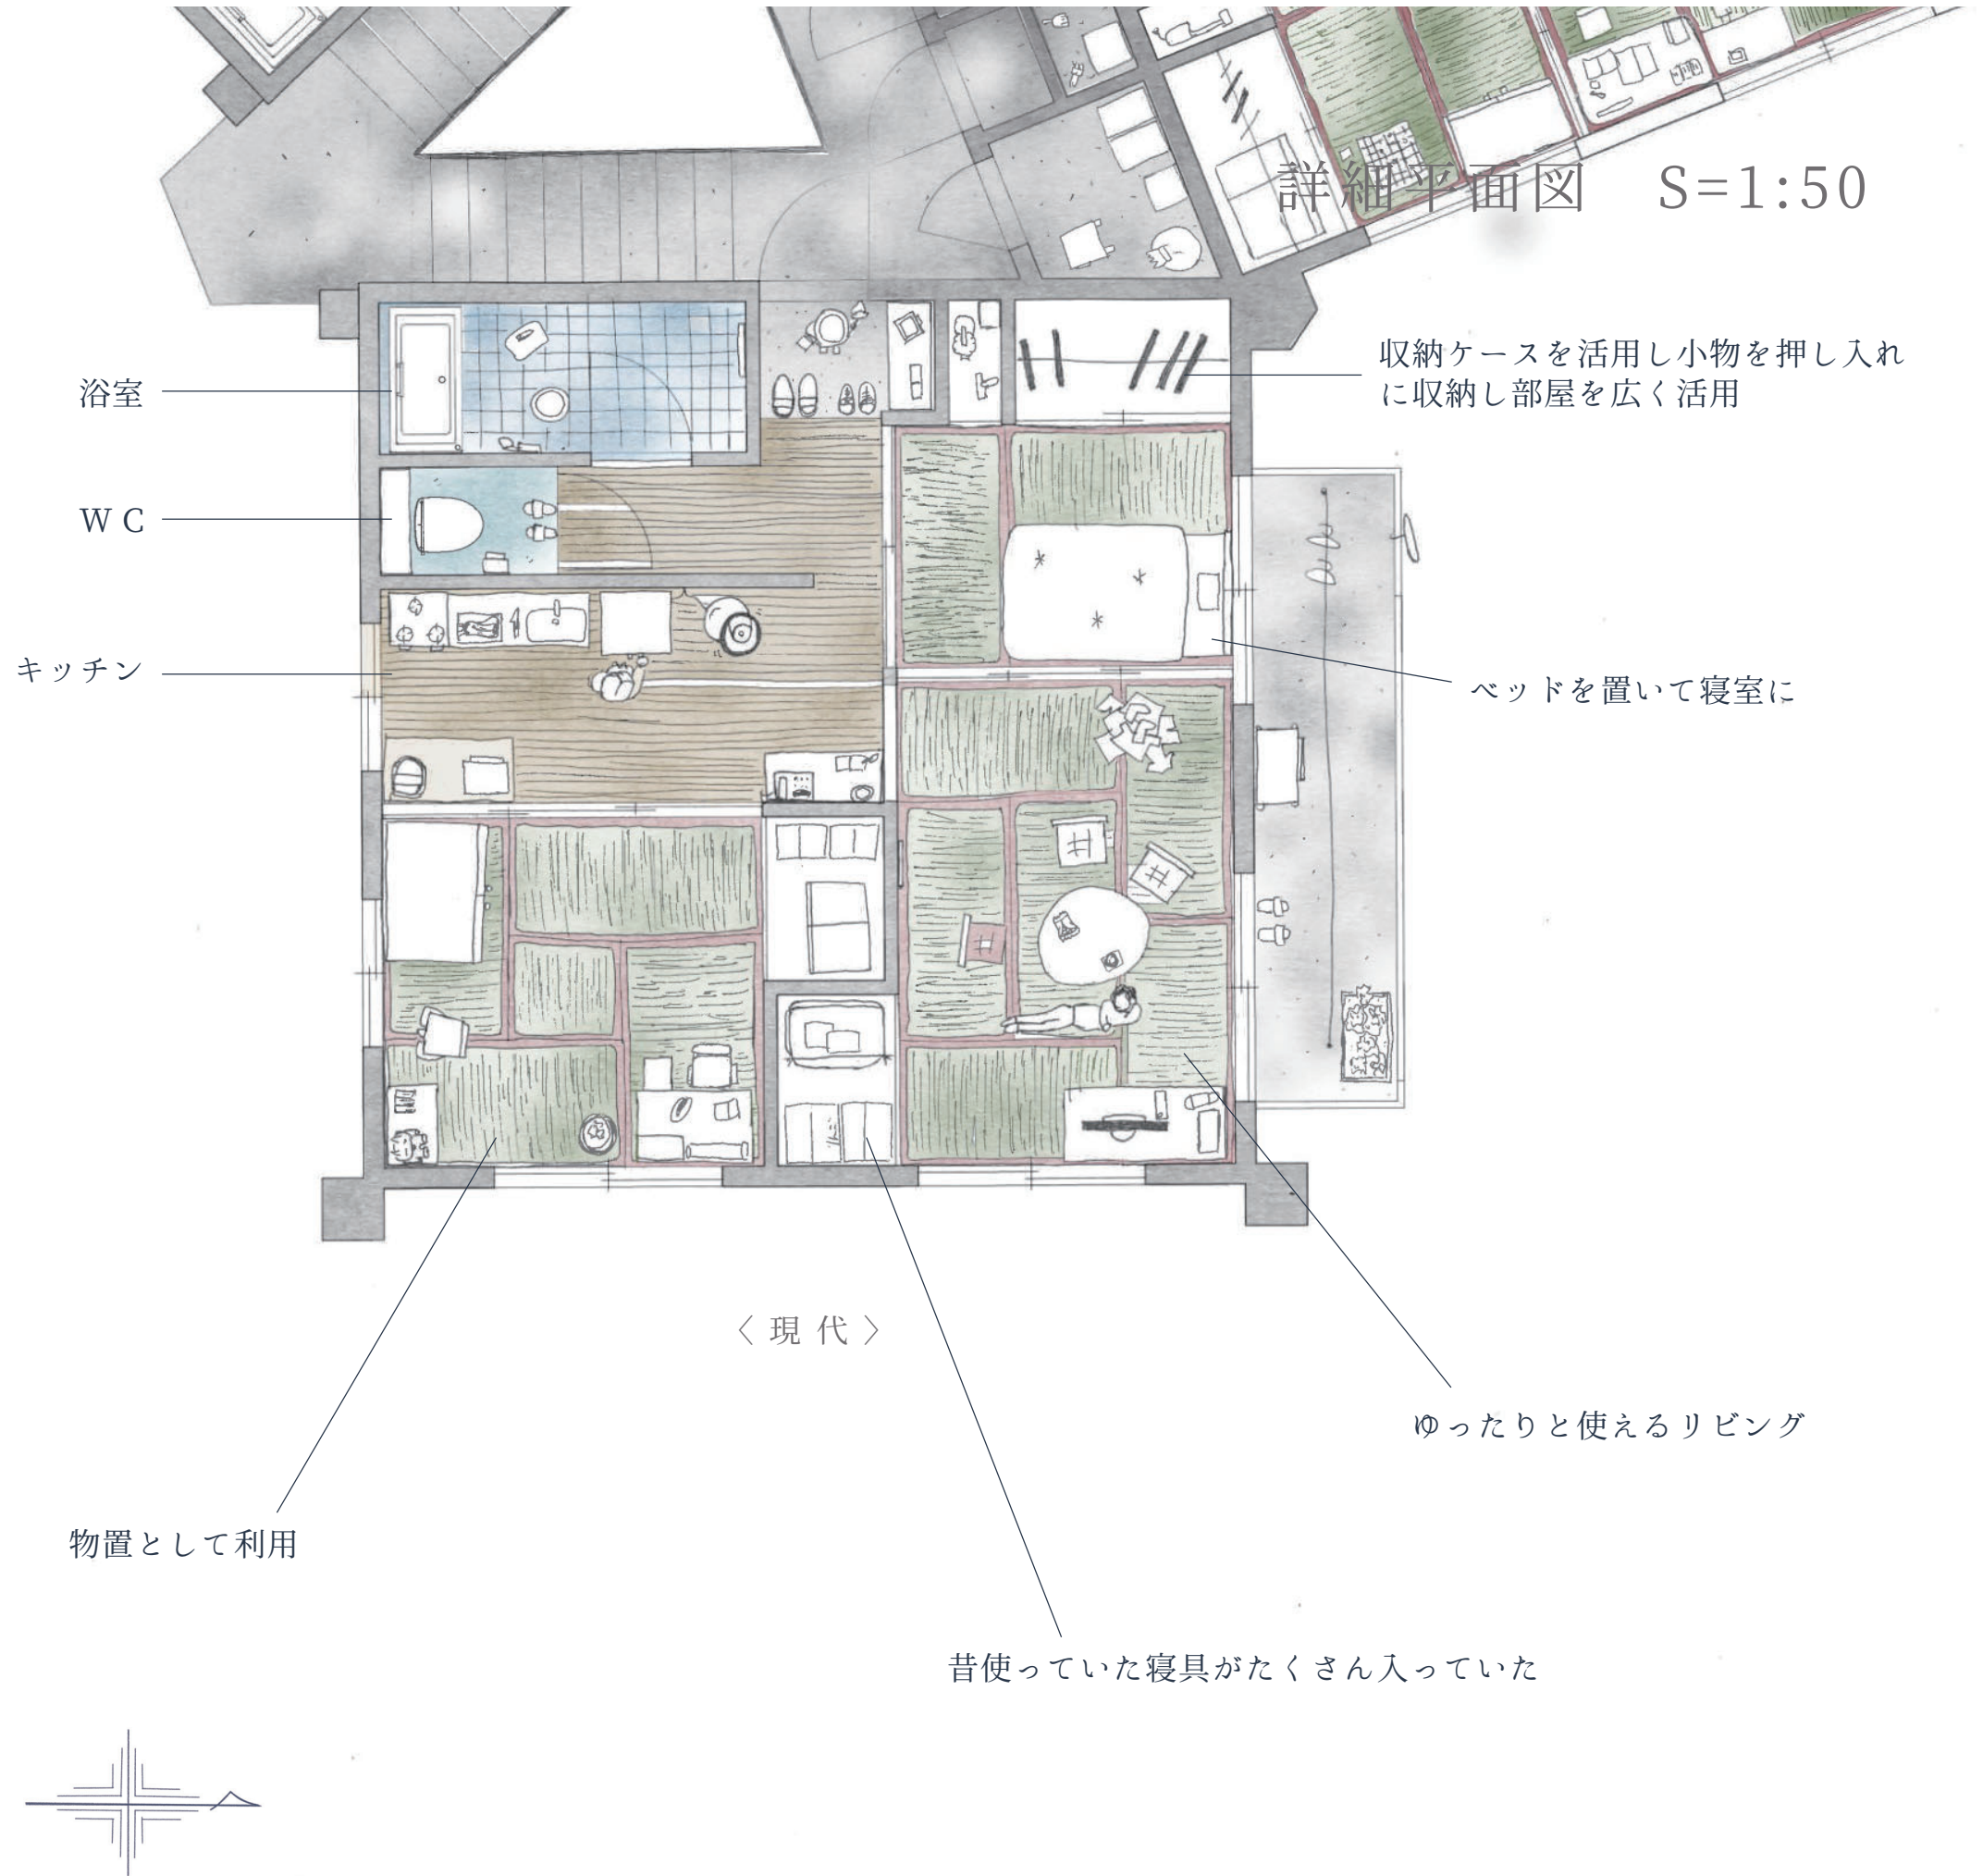 詳細平面図　S=1:50
収納ケースを活用し小物を押し入れ
に収納し部屋を広く活用
浴室
ＷＣ
キッチン
ベッドを置いて寝室に
〈 現 代 〉
ゆったりと使えるリビング
物置として利用
昔使っていた寝具がたくさん入っていた